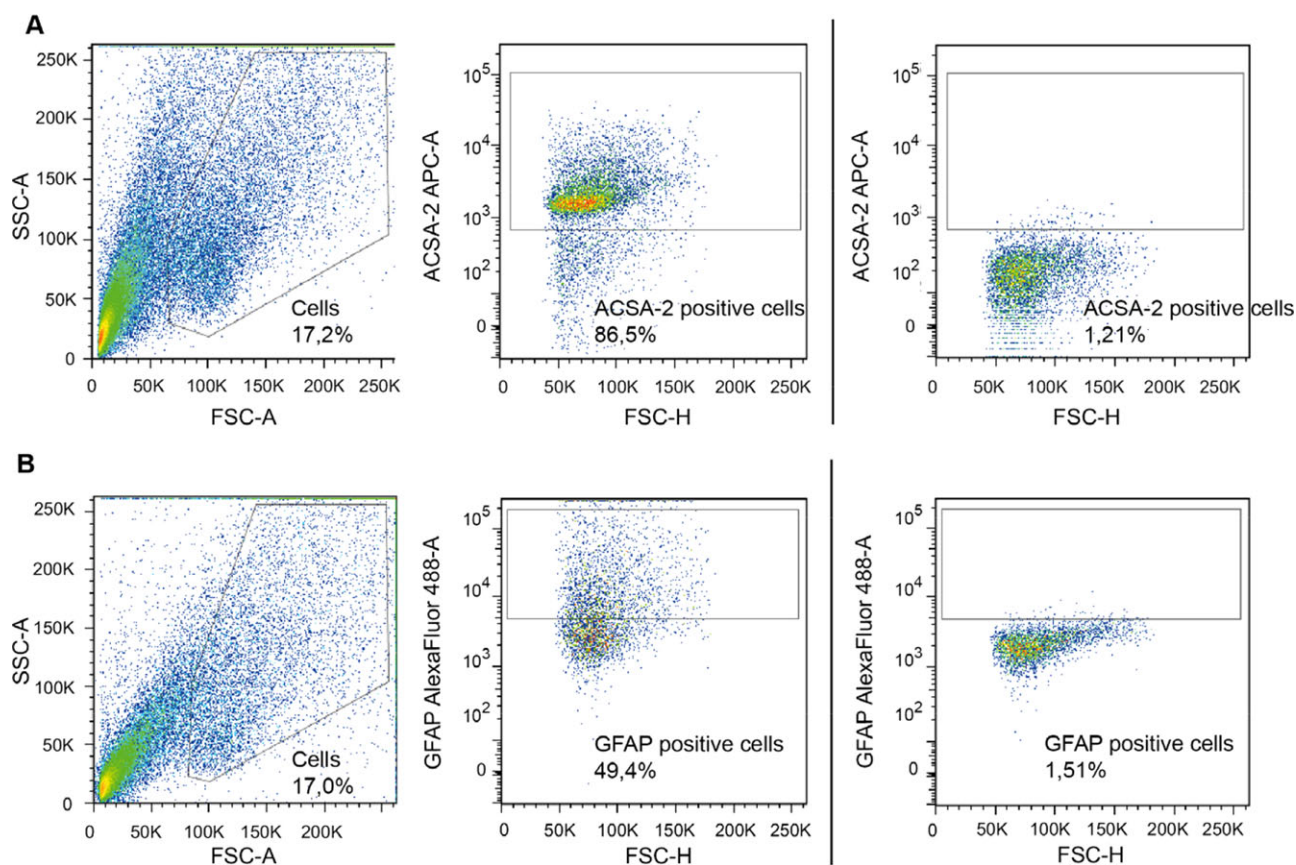 A
SSC-A
250K
200K
150K
100K
50K
0
Cells
17,2%
0 50K 100K 150K 200K 250K
FSC-A
ACSA-2 APC-A
10^5
10^4
10^3
10^2
0
ACSA-2 positive cells
86,5%
0 50K 100K 150K 200K 250K
FSC-H
ACSA-2 APC-A
10^5
10^4
10^3
10^2
0
ACSA-2 positive cells
1,21%
0 50K 100K 150K 200K 250K
FSC-H
B
SSC-A
250K
200K
150K
100K
50K
0
Cells
17,0%
0 50K 100K 150K 200K
FSC-A
GFAP AlexaFluor 488-A
10^5
10^4
10^3
10^2
0
GFAP positive cells
49,4%
0 50K 100K 150K 200K 250K
FSC-H
GFAP AlexaFluor 488-A
10^5
10^4
10^3
10^2
0
GFAP positive cells
1,51%
0 50K 100K 150K 200K 250K
FSC-H